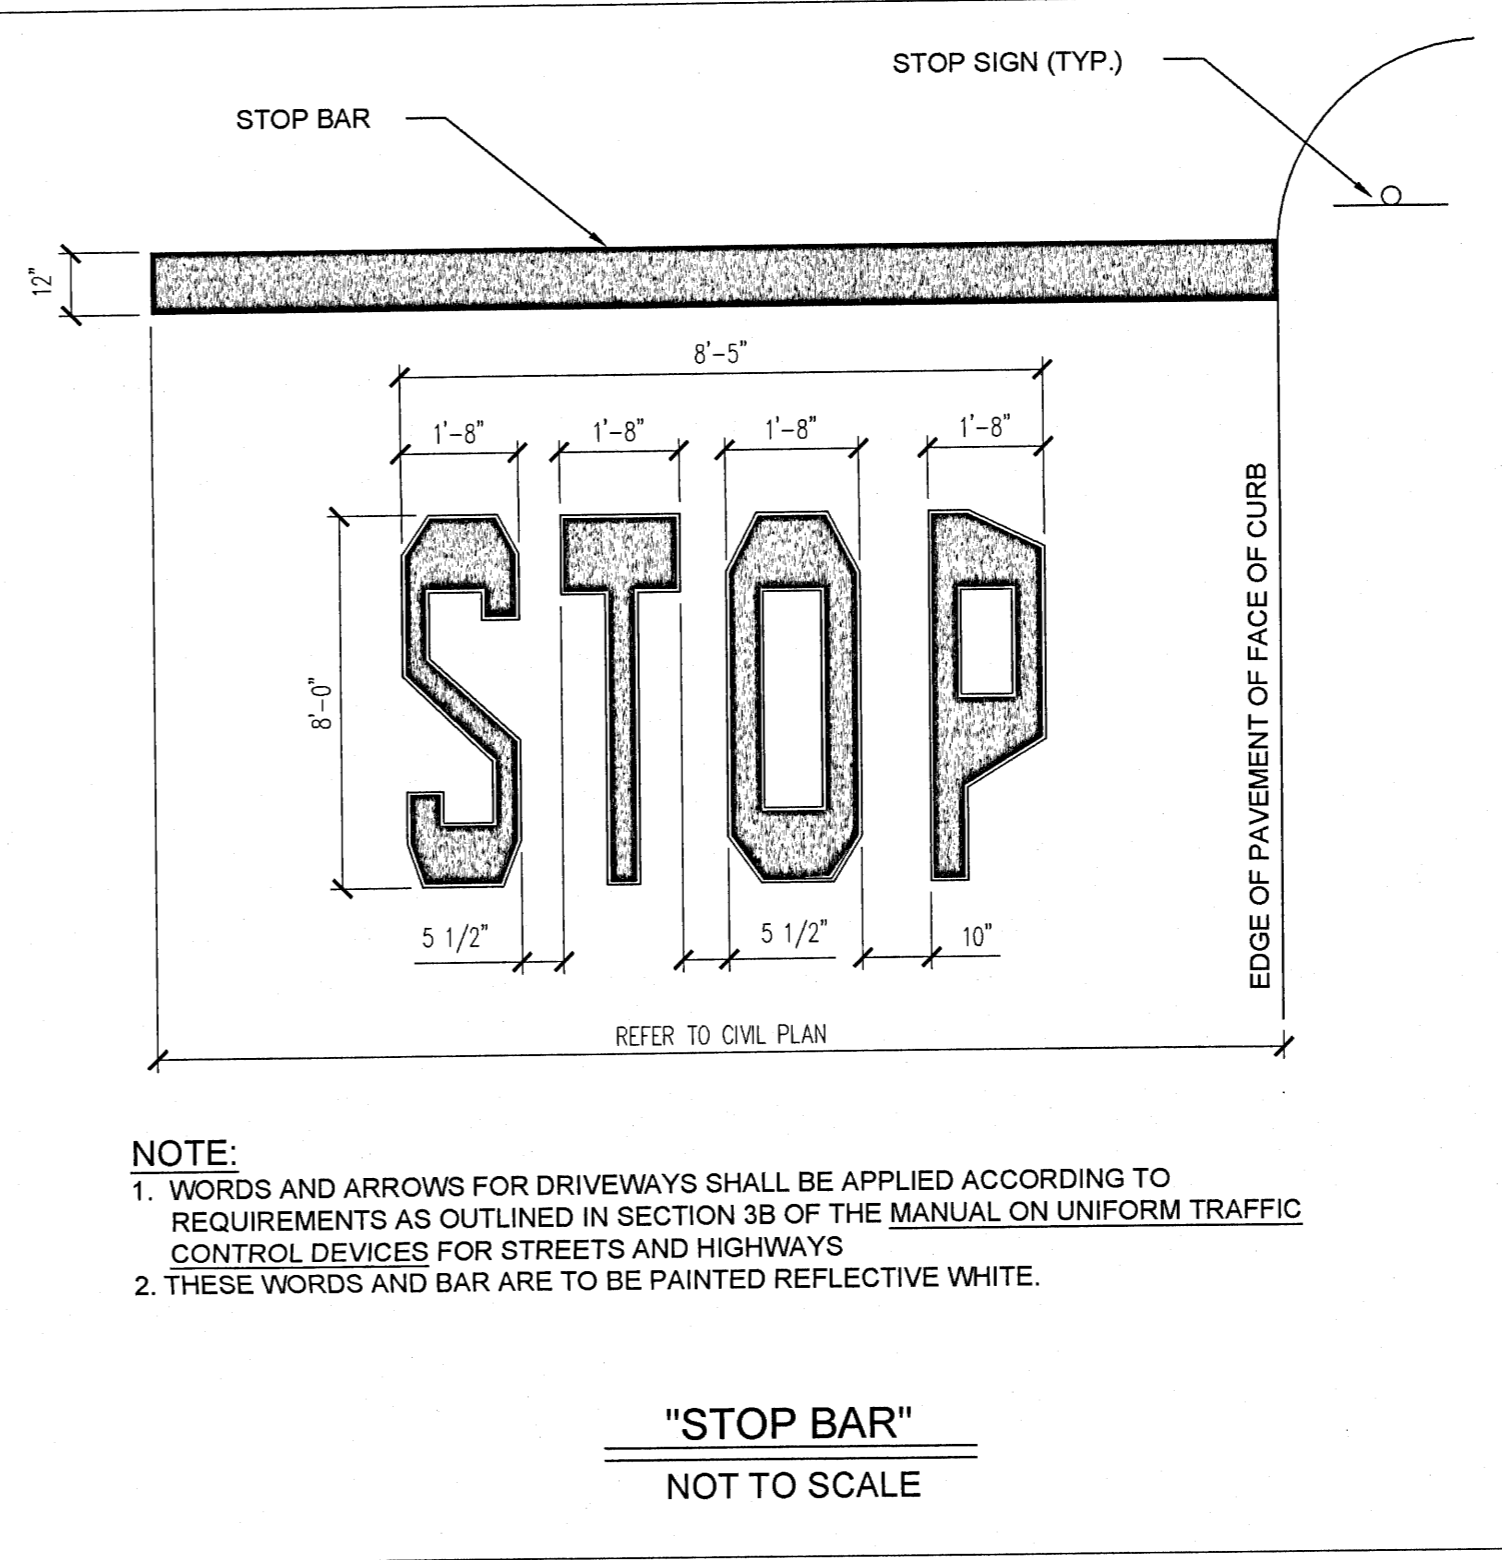 STOP SIGN (TYP.)
STOP BAR
12"
8'-5"
1'-8" 1'-8" 1'-8" 1'-8"
STOP
8'-0"
EDGE OF PAVEMENT OF FACE OF CURB
5 1/2" 5 1/2" 10"
REFER TO CIVIL PLAN
NOTE:
1. WORDS AND ARROWS FOR DRIVEWAYS SHALL BE APPLIED ACCORDING TO
REQUIREMENTS AS OUTLINED IN SECTION 3B OF THE MANUAL ON UNIFORM TRAFFIC
CONTROL DEVICES FOR STREETS AND HIGHWAYS
2. THESE WORDS AND BAR ARE TO BE PAINTED REFLECTIVE WHITE.
"STOP BAR"
NOT TO SCALE